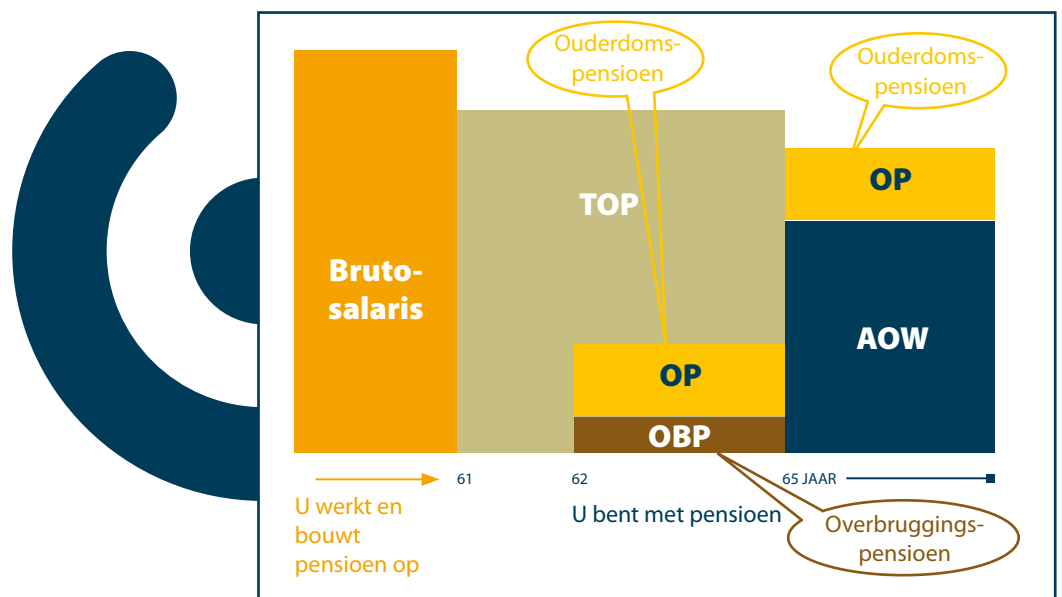 Ouderdoms-
pensioen
Ouderdoms-
pensioen
Bruto-
salaris
TOP
OP
AOW
OP
OBP
61
62
65 JAAR
U werkt en
bouwt
pensioen op
U bent met pensioen
Overbruggings-
pensioen